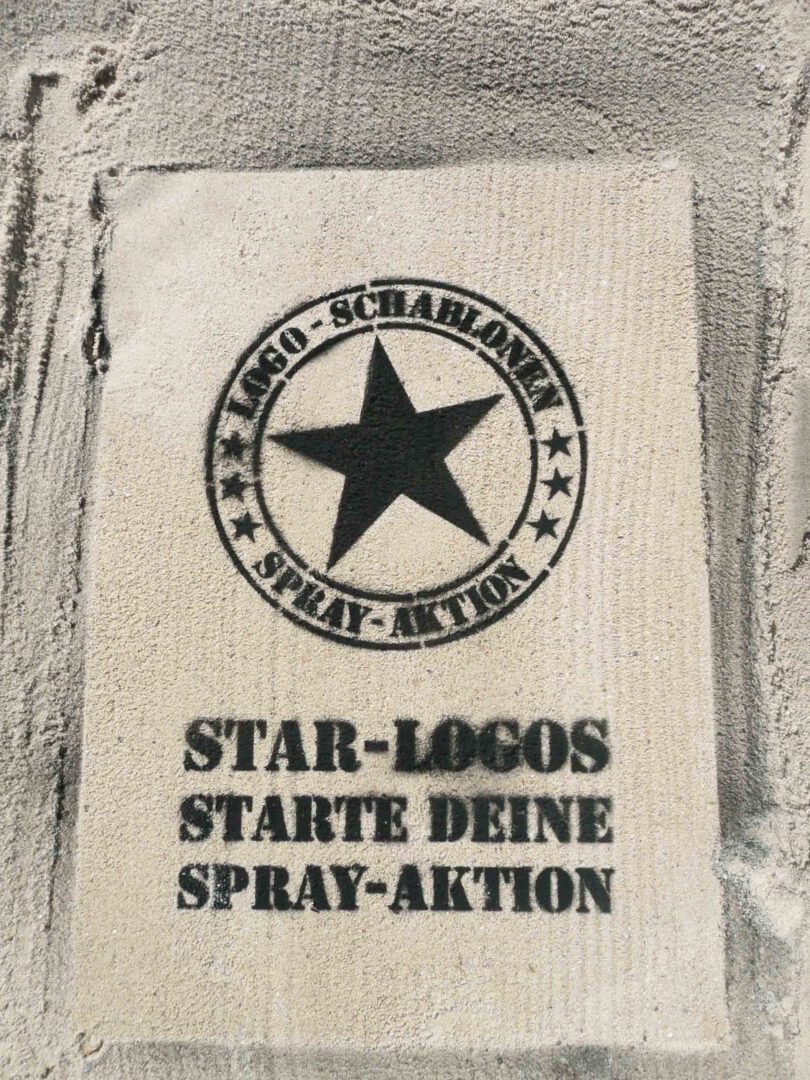 LOGO - SCHABLONEN
SPRAY - AKTION
STAR-LOGOS
STARTE DEINE
SPRAY-AKTION